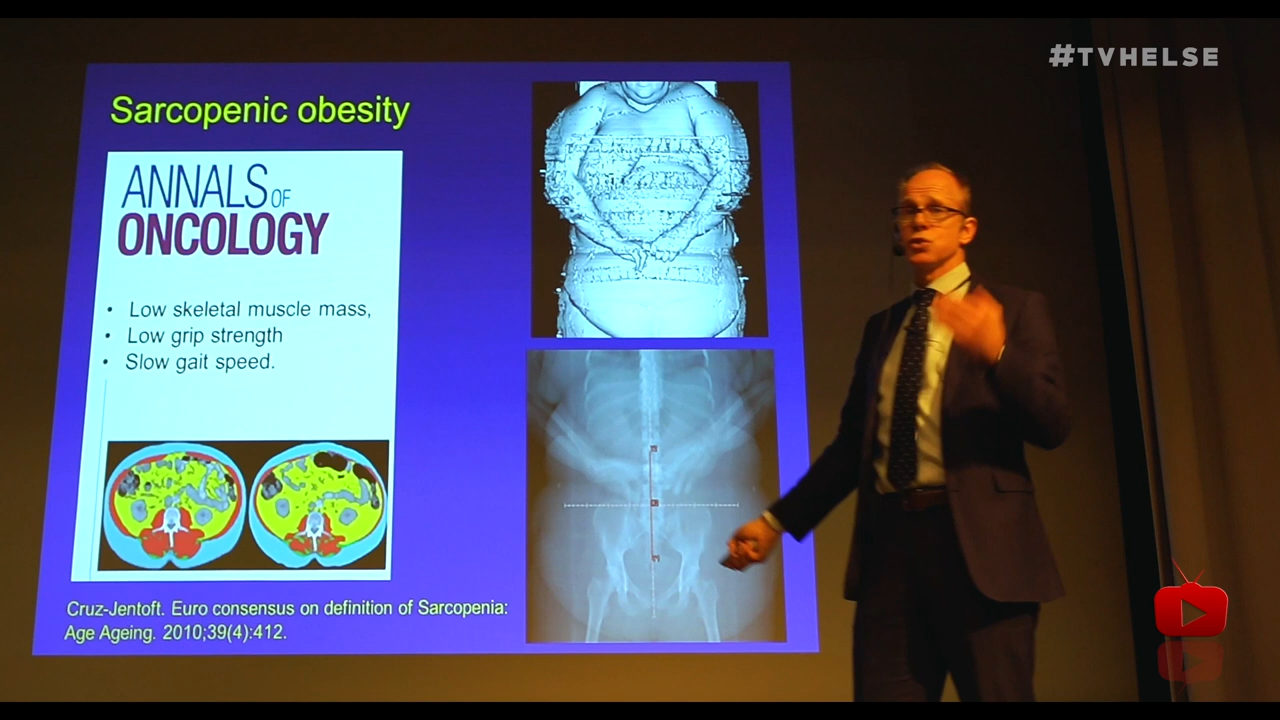 #TVHELSE
Sarcopenic obesity
ANNALS OF
ONCOLOGY
• Low skeletal muscle mass,
• Low grip strength
• Slow gait speed.
Cruz-Jentoft. Euro consensus on definition of Sarcopenia:
Age Ageing. 2010;39(4):412.